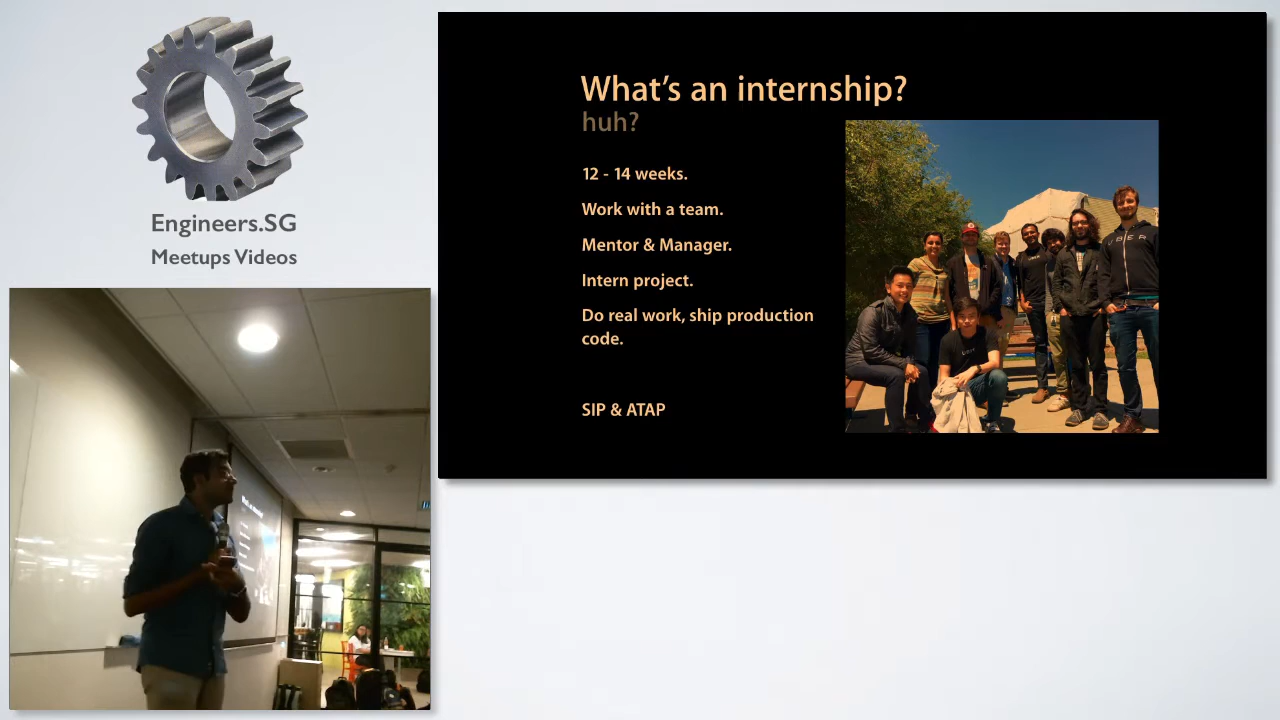 Engineers.SG
Meetups Videos
What's an internship?
huh?
12 - 14 weeks.
Work with a team.
Mentor & Manager.
Intern project.
Do real work, ship production
code.
SIP & ATAP
UBER